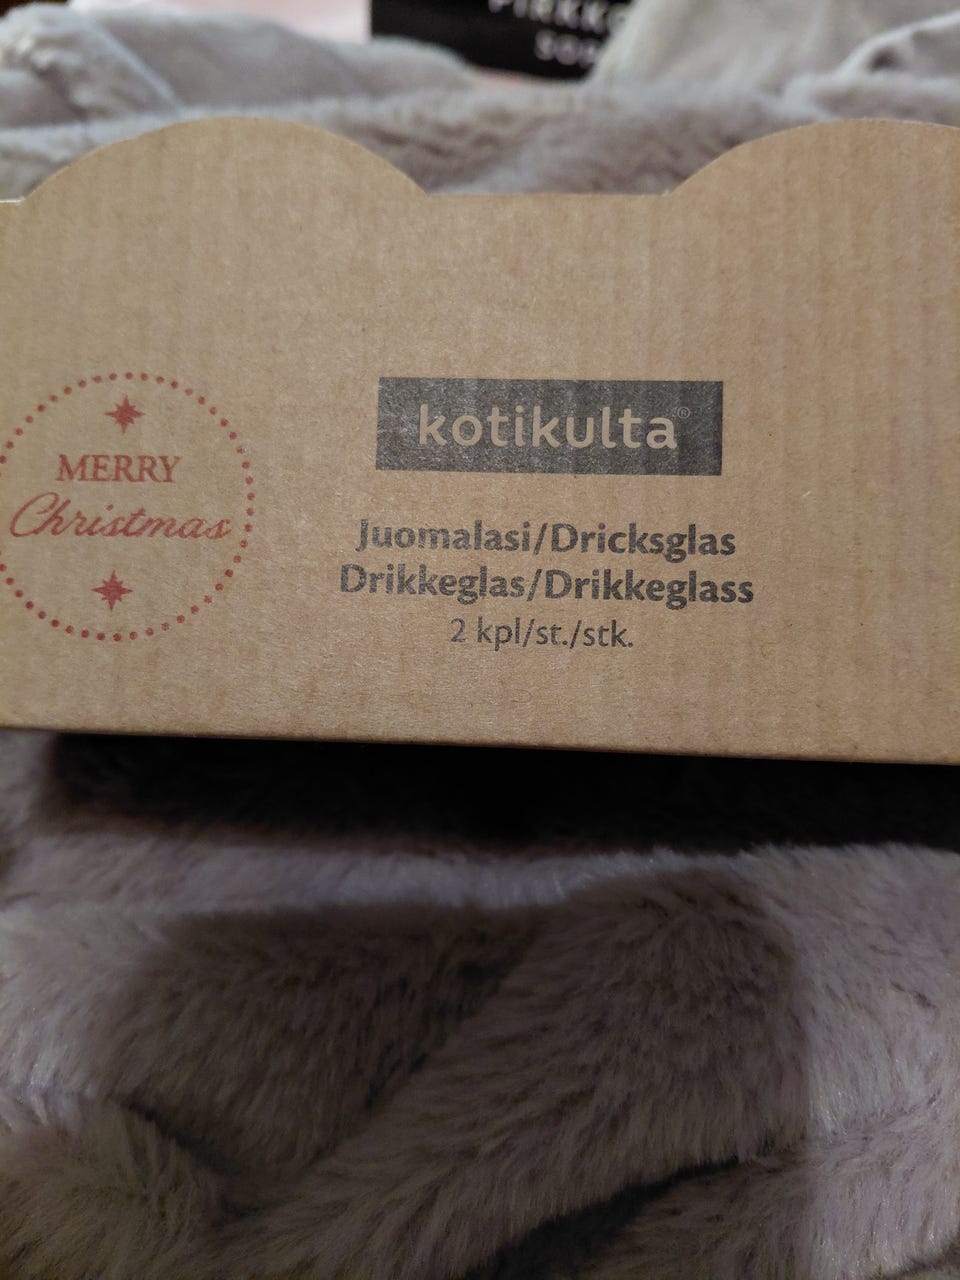 MERRY
Christmas
kotikulta®
Juomalasi/Dricksglas
Drikkeglas/Drikkeglass
2 kpl/st./stk.